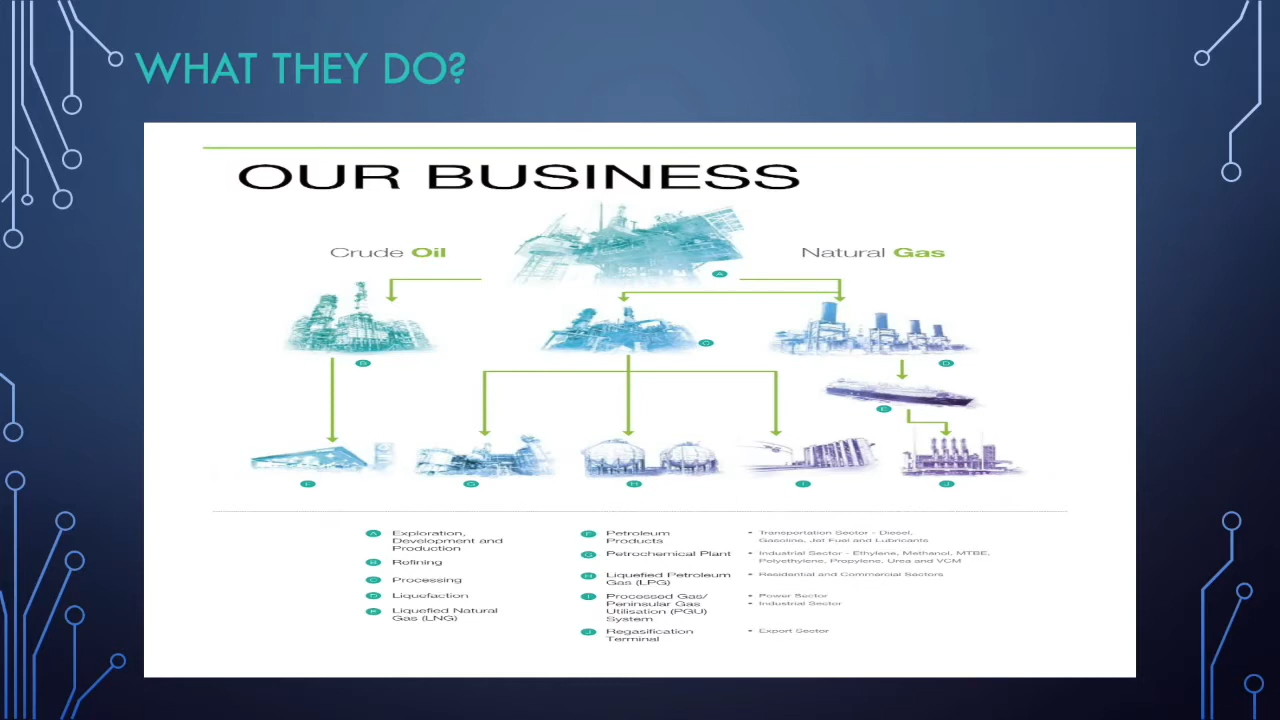 WHAT THEY DO?
OUR BUSINESS
Crude Oil
Natural Gas
A
B
C
D
E
F
G
H
I
J
A Exploration,
Development and
Production
B Refining
C Processing
D Liquefaction
E Liquefied Natural
Gas (LNG)
F Petroleum
Products
• Transportation Sector - Diesel,
Gasoline, Jet Fuel and Lubricants
G Petrochemical Plant
• Industrial Sector - Ethylene, Methanol, MTBE,
Polyethylene, Propylene, Urea and VCM
H Liquefied Petroleum
Gas (LPG)
• Residential and Commercial Sectors
I Processed Gas/
Peninsular Gas
Utilisation (PGU)
System
• Power Sector
• Industrial Sector
J Regasification
Terminal
• Export Sector